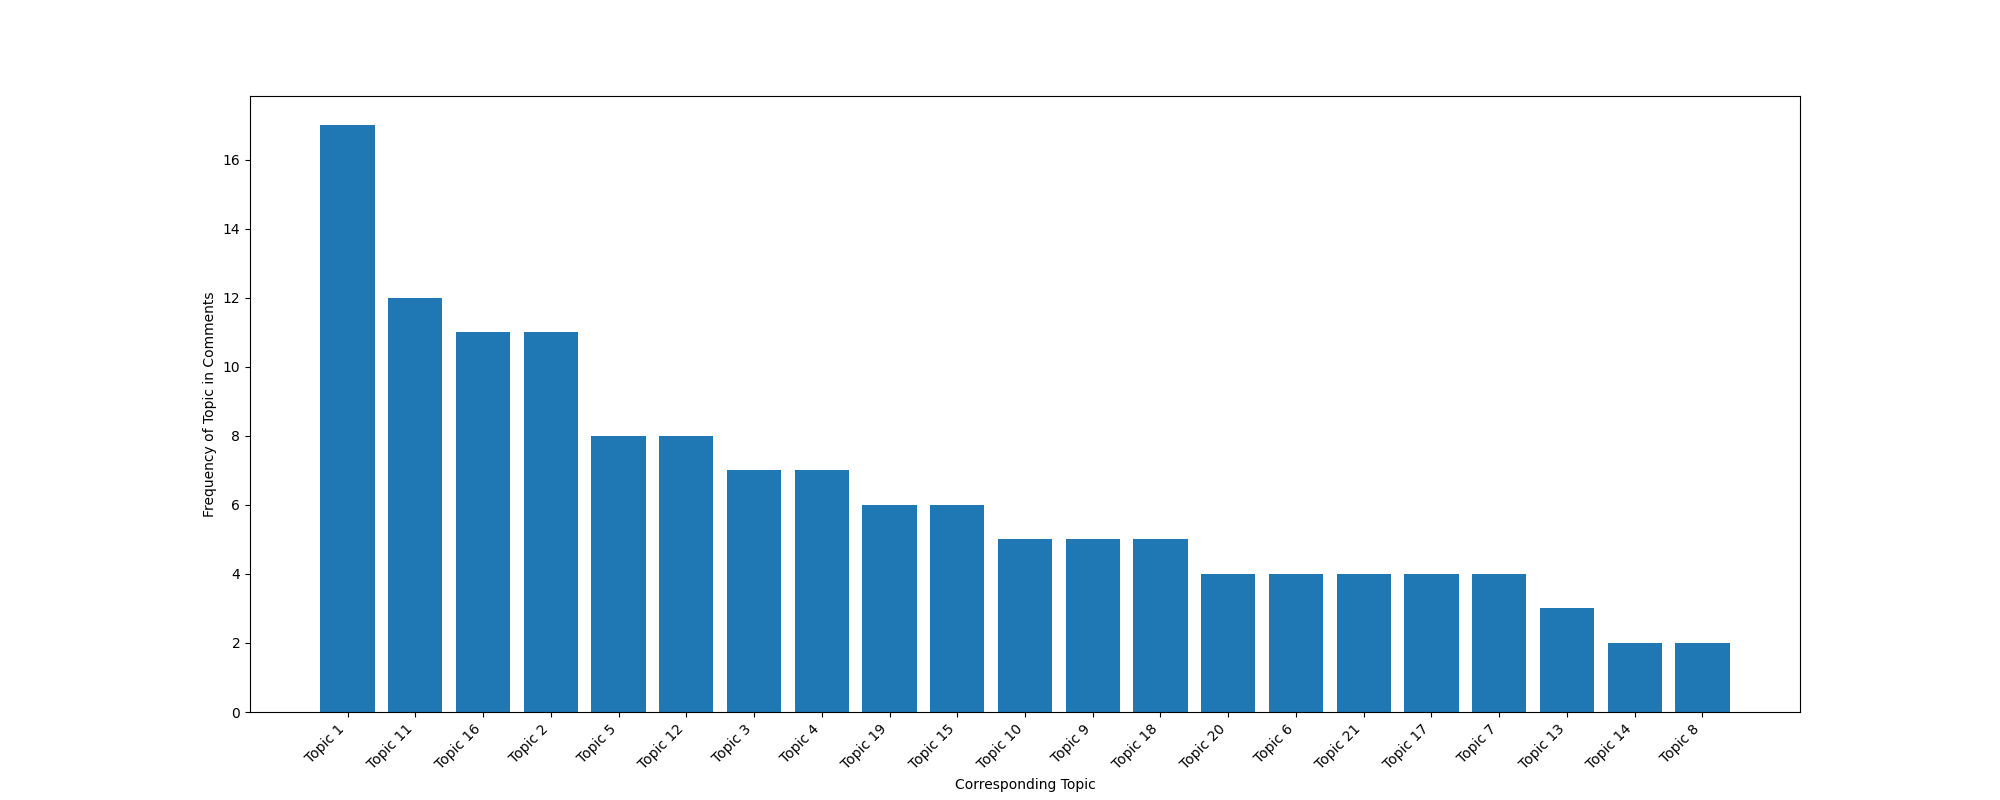 Frequency of Topic in Comments
16
14
12
10
8
6
4
2
0
Topic 1
Topic 11
Topic 16
Topic 2
Topic 5
Topic 12
Topic 3
Topic 4
Topic 19
Topic 15
Topic 10
Topic 9
Topic 18
Topic 20
Topic 6
Topic 21
Topic 17
Topic 7
Topic 13
Topic 14
Topic 8
Corresponding Topic